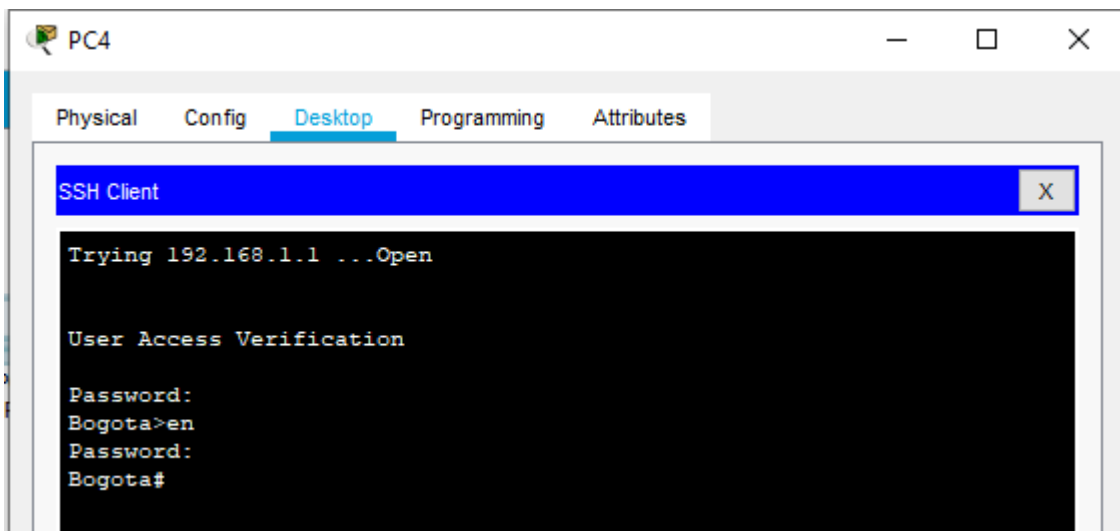 PC4
Physical Config Desktop Programming Attributes
SSH Client X
Trying 192.168.1.1 ...Open
User Access Verification
Password:
Bogota>en
Password:
Bogota#